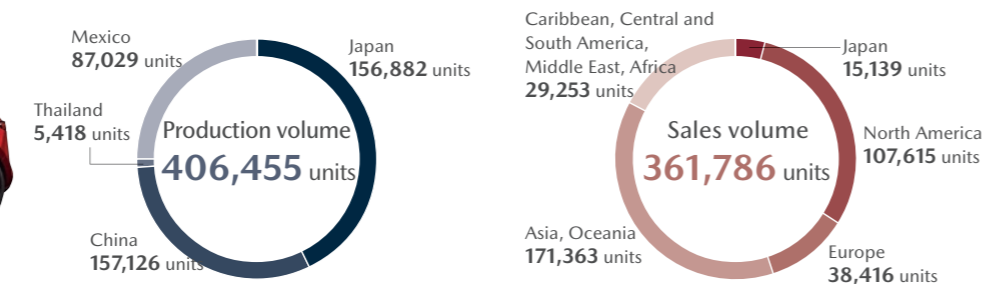 Mexico
87,029 units
Japan
156,882 units
Thailand
5,418 units
Production volume
406,455 units
China
157,126 units
Caribbean, Central and
South America,
Middle East, Africa
29,253 units
Japan
15,139 units
Sales volume
361,786 units
North America
107,615 units
Asia, Oceania
171,363 units
Europe
38,416 units